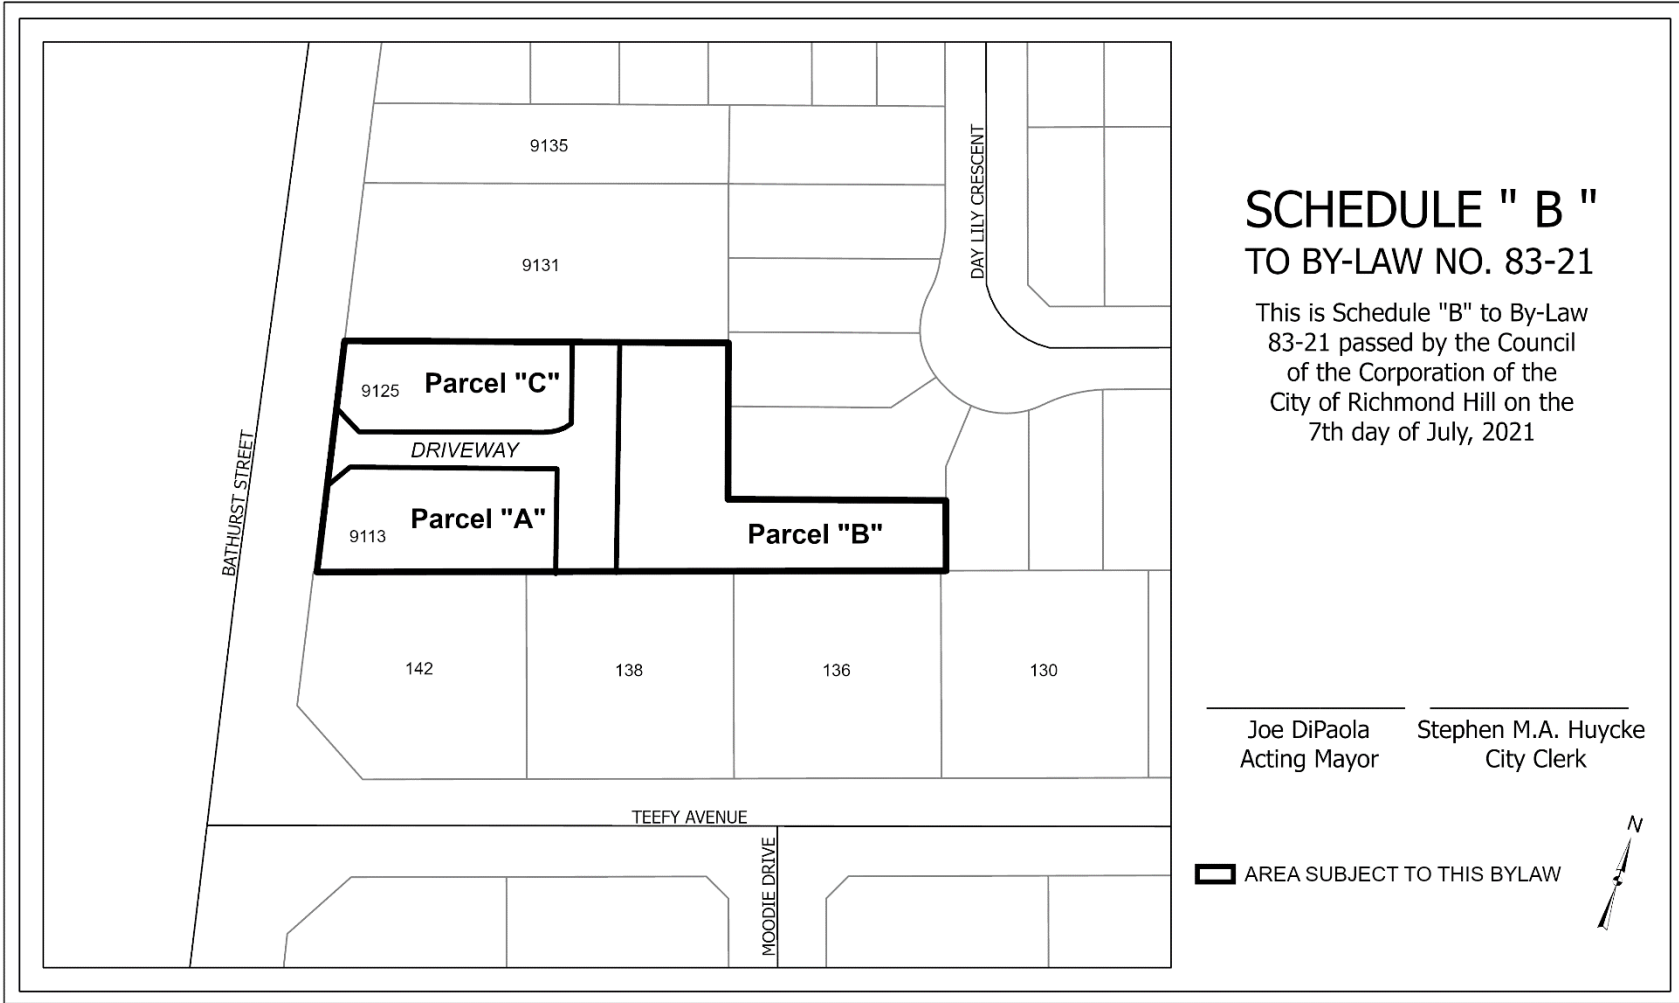 SCHEDULE " B "
TO BY-LAW NO. 83-21
This is Schedule "B" to By-Law
83-21 passed by the Council
of the Corporation of the
City of Richmond Hill on the
7th day of July, 2021
Joe DiPaola
Acting Mayor
Stephen M.A. Huycke
City Clerk
N
AREA SUBJECT TO THIS BYLAW
9135
DAY LILY CRESCENT
9131
9125
Parcel "C"
DRIVEWAY
BATHURST STREET
9113
Parcel "A"
Parcel "B"
142
138
136
130
TEEFY AVENUE
MOODIE DRIVE